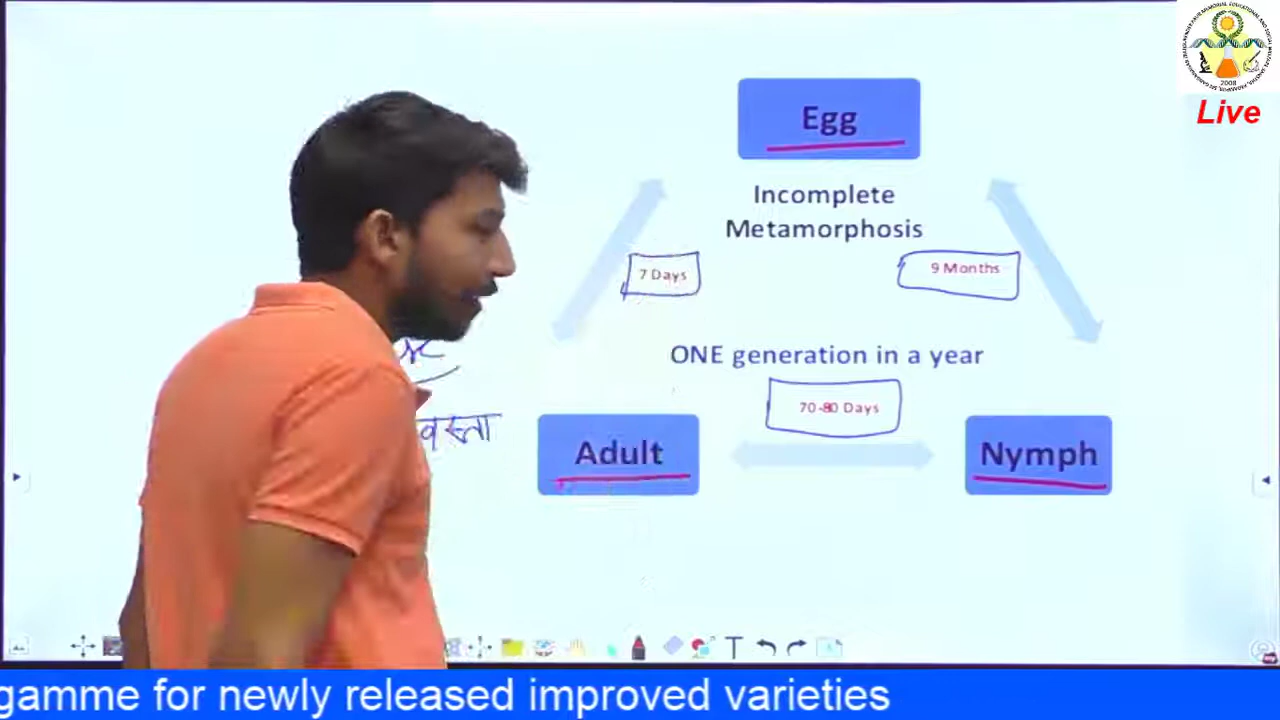 Live
Egg
Incomplete
Metamorphosis
7 Days
9 Months
ONE generation in a year
70-80 Days
Adult
Nymph
2008
gamme for newly released improved varieties